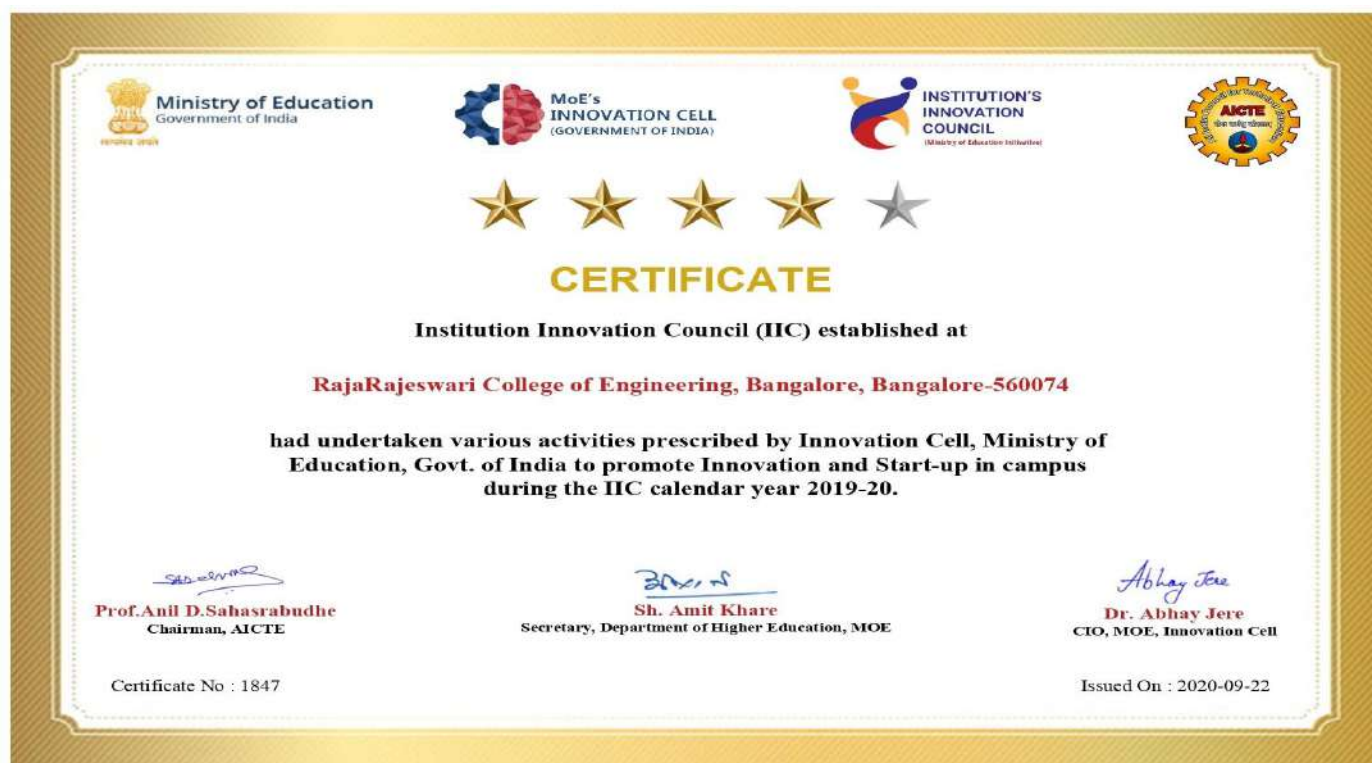 Ministry of Education
Government of India
सत्यमेव जयते
MoE's
INNOVATION CELL
(GOVERNMENT OF INDIA)
INSTITUTION'S
INNOVATION
COUNCIL
(Ministry of Education Initiative)
AICTE
CERTIFICATE
Institution Innovation Council (IIC) established at
RajaRajeswari College of Engineering, Bangalore, Bangalore-560074
had undertaken various activities prescribed by Innovation Cell, Ministry of
Education, Govt. of India to promote Innovation and Start-up in campus
during the IIC calendar year 2019-20.
Abhay Jere
Prof.Anil D.Sahasrabudhe
Chairman, AICTE
Sh. Amit Khare
Secretary, Department of Higher Education, MOE
Dr. Abhay Jere
CIO, MOE, Innovation Cell
Certificate No : 1847
Issued On : 2020-09-22